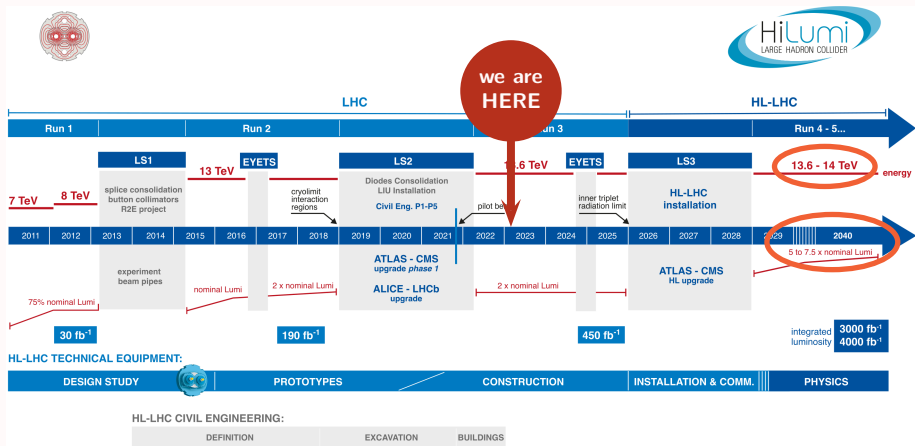 HiLumi
LARGE HADRON COLLIDER
we are
HERE
LHC
HL-LHC
Run 1
Run 2
un 3
Run 4 - 5...
LS1
EYETS
LS2
EYETS
LS3
13 TeV
.6 TeV
13.6 - 14 TeV
energy
7 TeV
8 TeV
splice consolidation
button collimators
R2E project
cryolimit
interaction
regions
Diodes Consolidation
LIU Installation
Civil Eng. P1-P5
pilot be
inner triplet
radiation limit
HL-LHC
installation
2011 2012 2013 2014 2015 2016 2017 2018 2019 2020 2021 2022 2023 2024 2025 2026 2027 2028 2029 2040
5 to 7.5 x nominal Lumi
experiment
beam pipes
ATLAS - CMS
upgrade phase 1
ALICE - LHCb
upgrade
ATLAS - CMS
HL upgrade
75% nominal Lumi
nominal Lumi
2 x nominal Lumi
2 x nominal Lumi
30 fb⁻¹
190 fb⁻¹
450 fb⁻¹
integrated
luminosity
3000 fb⁻¹
4000 fb⁻¹
HL-LHC TECHNICAL EQUIPMENT:
DESIGN STUDY
PROTOTYPES
CONSTRUCTION
INSTALLATION & COMM.
PHYSICS
HL-LHC CIVIL ENGINEERING:
DEFINITION
EXCAVATION
BUILDINGS